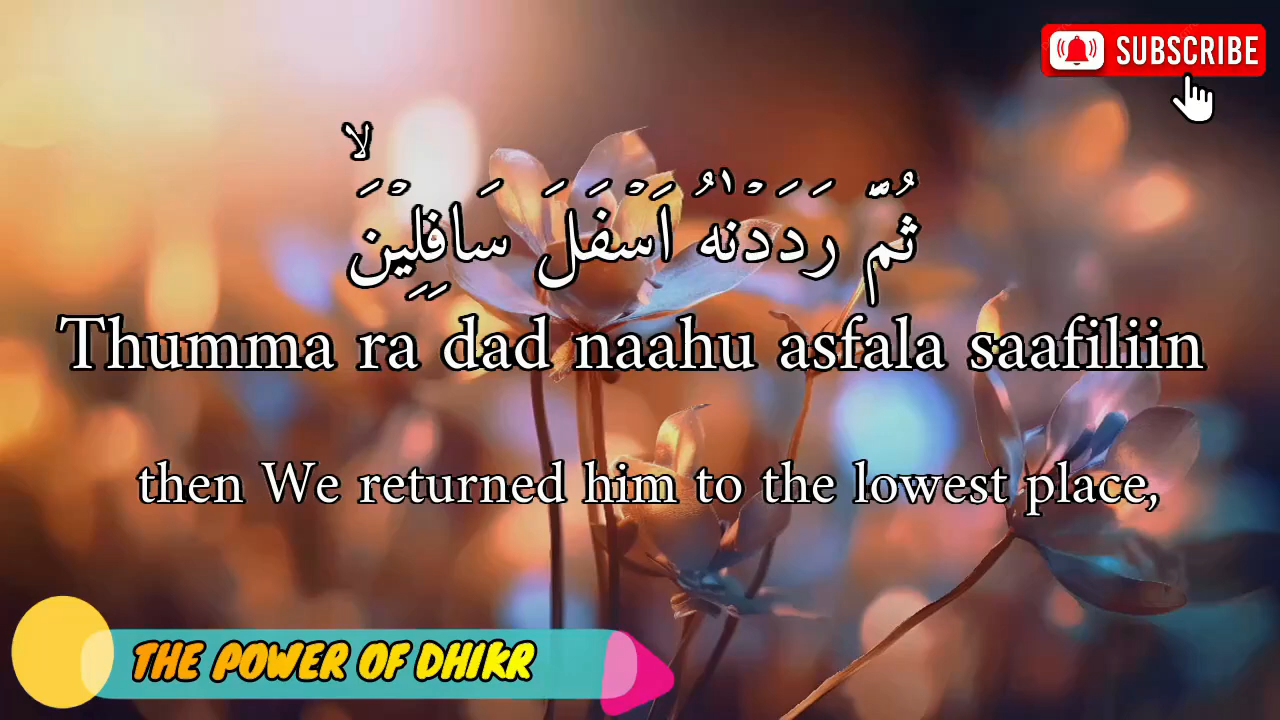 SUBSCRIBE
ثُمَّ رَدَدْنٰهُ اَسْفَلَ سَافِلِيْنَۙ
Thumma ra dad naahu asfala saafiliin
then We returned him to the lowest place,
THE POWER OF DHIKR